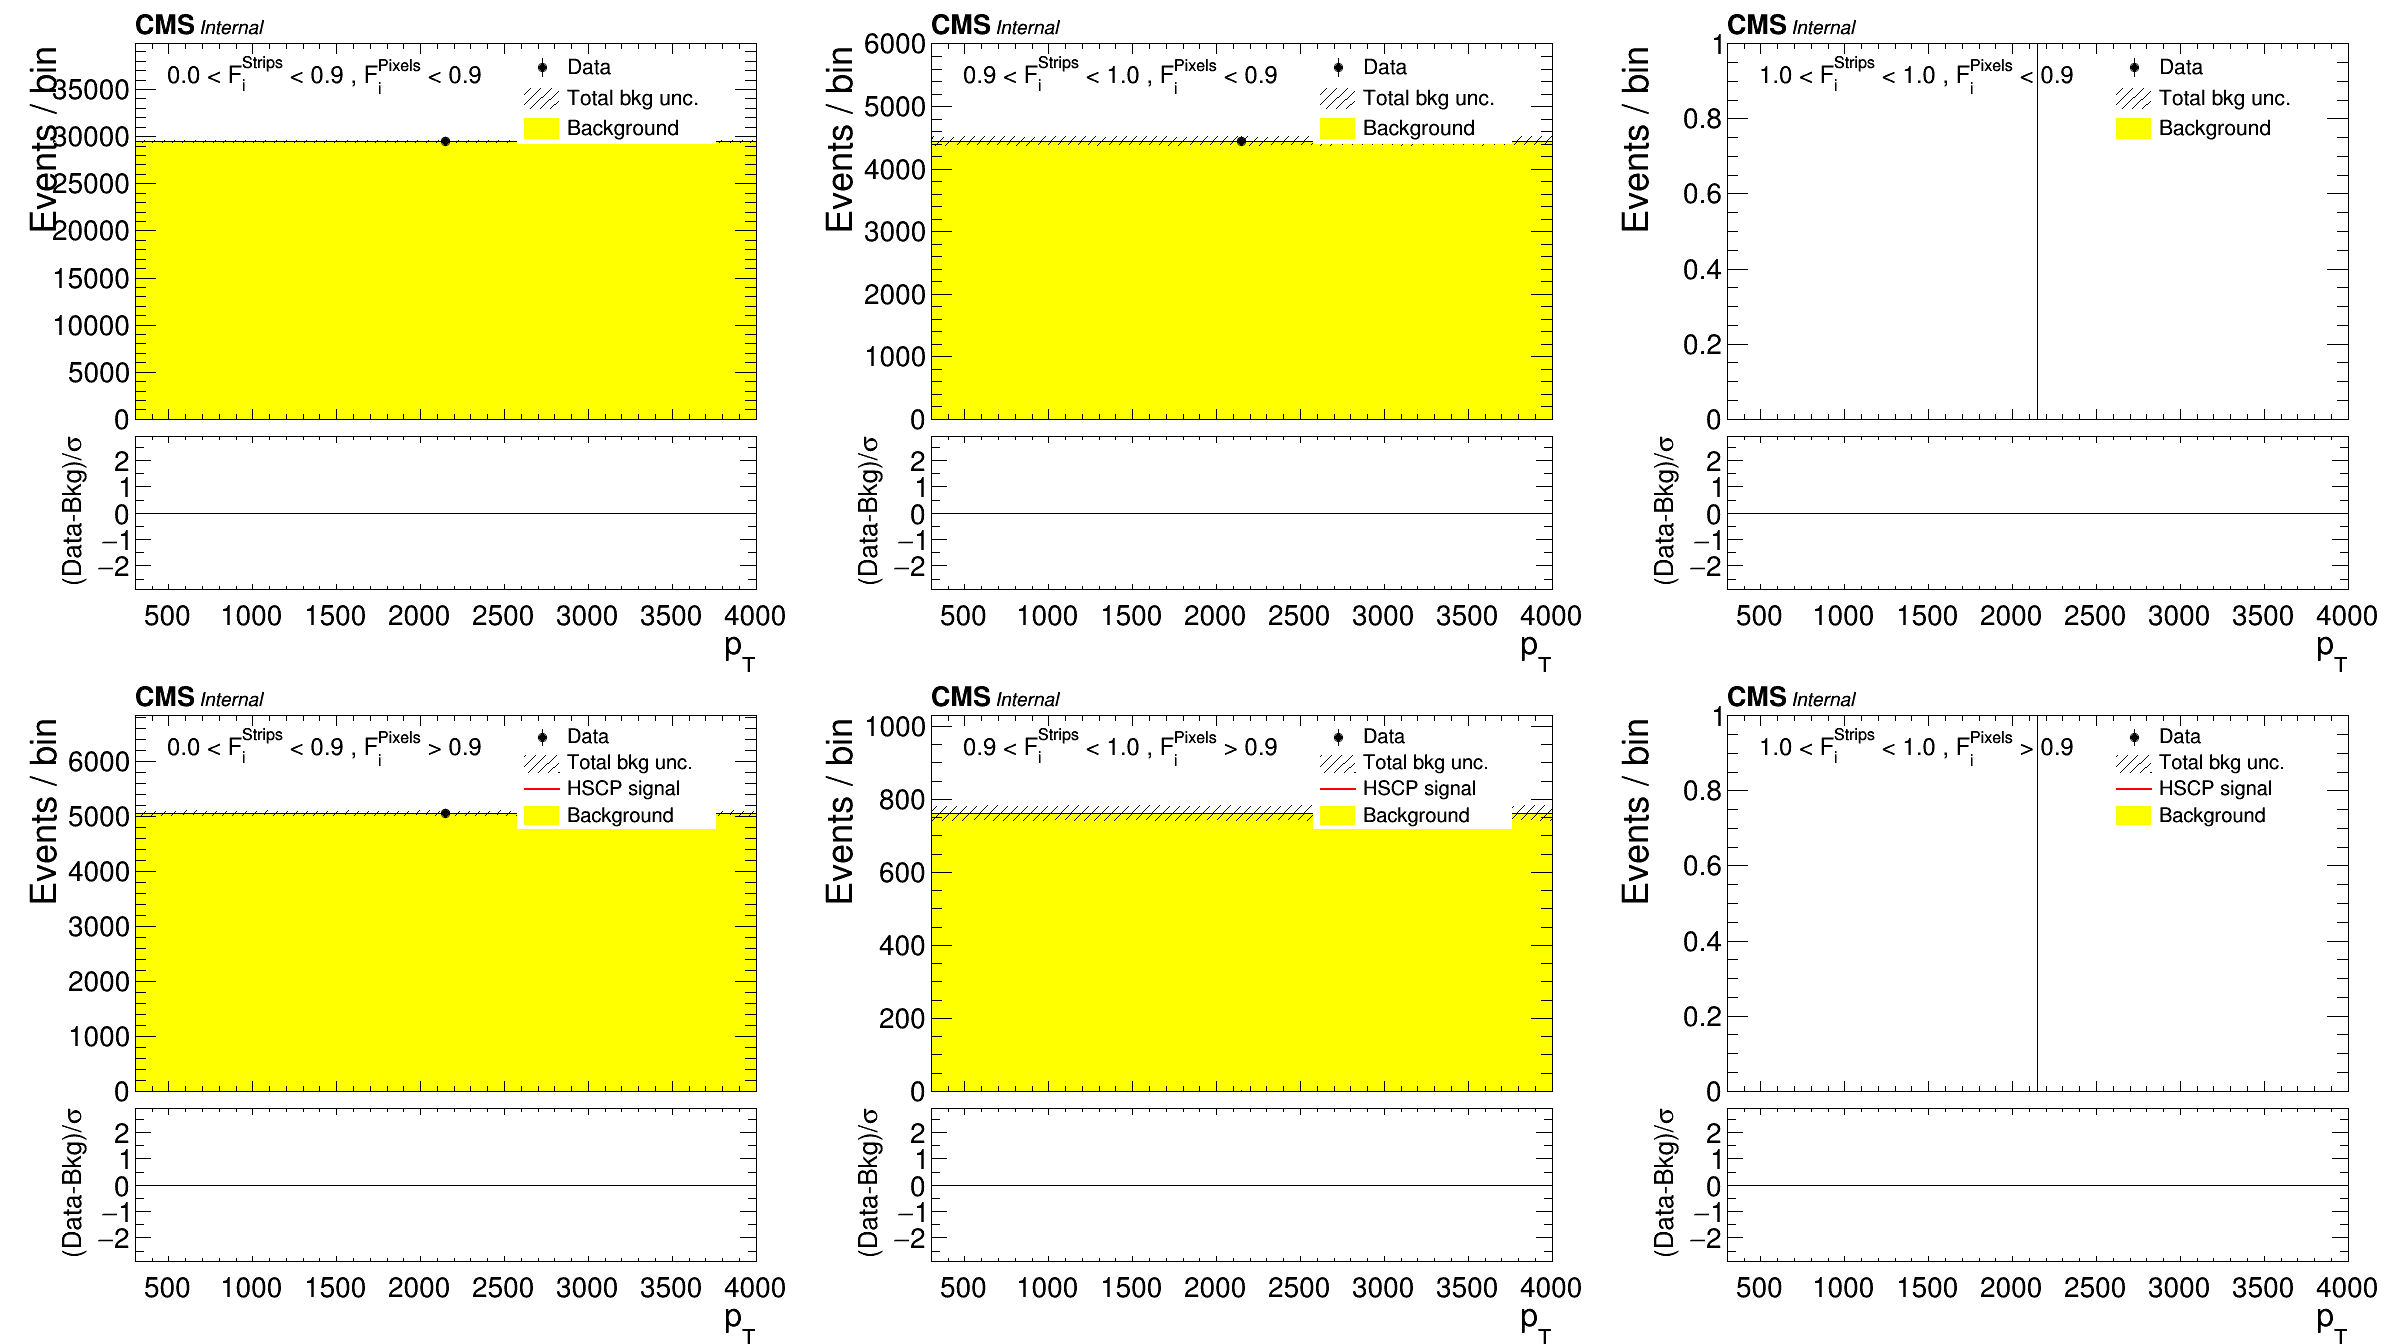 CMS Internal
Events / bin
0.0 < F_i^Strips < 0.9 , F_i^Pixels < 0.9
Data
Total bkg unc.
Background
35000
30000
25000
20000
15000
10000
5000
0
(Data-Bkg)/σ
2
1
0
−1
−2
500 1000 1500 2000 2500 3000 3500 4000
p_T
CMS Internal
Events / bin
0.9 < F_i^Strips < 1.0 , F_i^Pixels < 0.9
Data
Total bkg unc.
Background
6000
5000
4000
3000
2000
1000
0
(Data-Bkg)/σ
2
1
0
−1
−2
500 1000 1500 2000 2500 3000 3500 4000
p_T
CMS Internal
Events / bin
1.0 < F_i^Strips < 1.0 , F_i^Pixels < 0.9
Data
Total bkg unc.
Background
1
0.8
0.6
0.4
0.2
0
(Data-Bkg)/σ
2
1
0
−1
−2
500 1000 1500 2000 2500 3000 3500 4000
p_T
CMS Internal
Events / bin
0.0 < F_i^Strips < 0.9 , F_i^Pixels > 0.9
Data
Total bkg unc.
HSCP signal
Background
6000
5000
4000
3000
2000
1000
0
(Data-Bkg)/σ
2
1
0
−1
−2
500 1000 1500 2000 2500 3000 3500 4000
p_T
CMS Internal
Events / bin
0.9 < F_i^Strips < 1.0 , F_i^Pixels > 0.9
Data
Total bkg unc.
HSCP signal
Background
1000
800
600
400
200
0
(Data-Bkg)/σ
2
1
0
−1
−2
500 1000 1500 2000 2500 3000 3500 4000
p_T
CMS Internal
Events / bin
1.0 < F_i^Strips < 1.0 , F_i^Pixels > 0.9
Data
Total bkg unc.
HSCP signal
Background
1
0.8
0.6
0.4
0.2
0
(Data-Bkg)/σ
2
1
0
−1
−2
500 1000 1500 2000 2500 3000 3500 4000
p_T